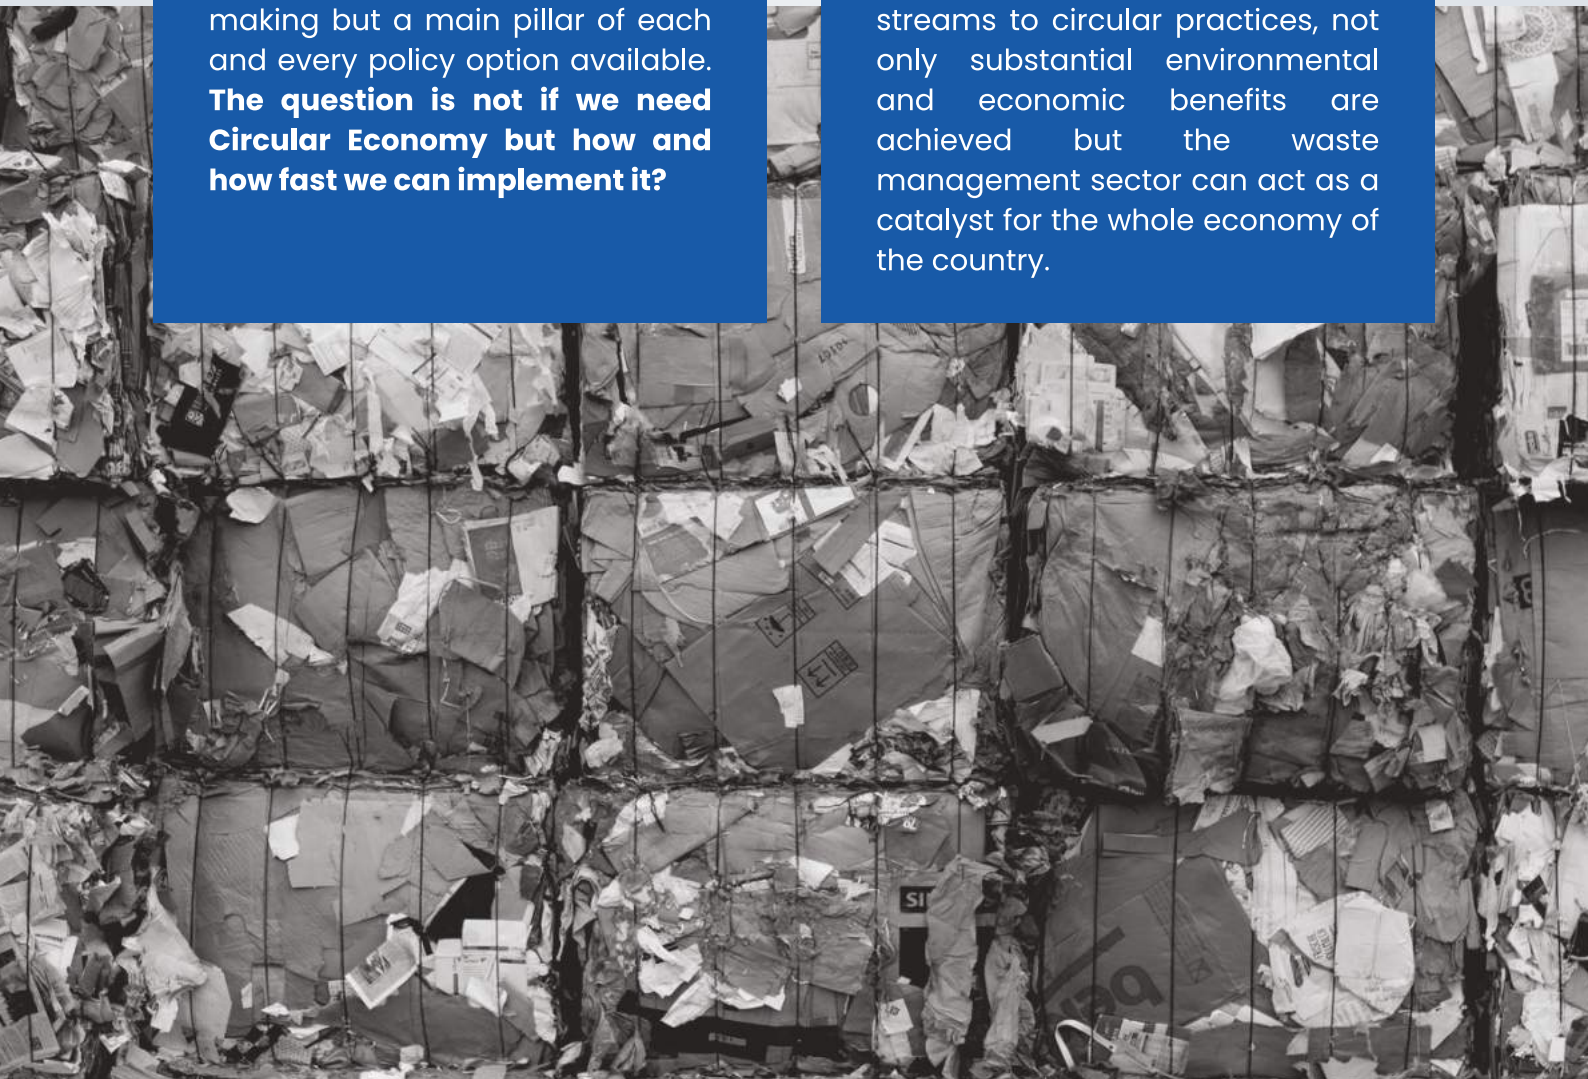 making but a main pillar of each
and every policy option available.
The question is not if we need
Circular Economy but how and
how fast we can implement it?
streams to circular practices, not
only substantial environmental
and economic benefits are
achieved but the waste
management sector can act as a
catalyst for the whole economy of
the country.